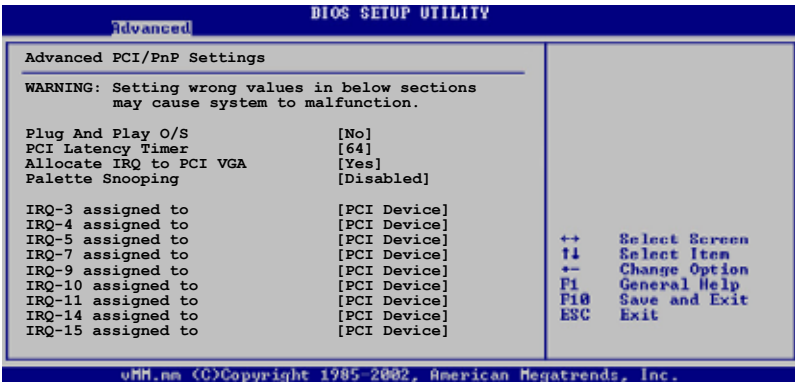 BIOS SETUP UTILITY
Advanced
Advanced PCI/PnP Settings
WARNING: Setting wrong values in below sections
may cause system to malfunction.
Plug And Play O/S [No]
PCI Latency Timer [64]
Allocate IRQ to PCI VGA [Yes]
Palette Snooping [Disabled]
IRQ-3 assigned to [PCI Device]
IRQ-4 assigned to [PCI Device]
IRQ-5 assigned to [PCI Device]
IRQ-7 assigned to [PCI Device]
IRQ-9 assigned to [PCI Device]
IRQ-10 assigned to [PCI Device]
IRQ-11 assigned to [PCI Device]
IRQ-14 assigned to [PCI Device]
IRQ-15 assigned to [PCI Device]
←→ Select Screen
↑↓ Select Item
+- Change Option
F1 General Help
F10 Save and Exit
ESC Exit
vMM.mm (C)Copyright 1985-2002, American Megatrends, Inc.